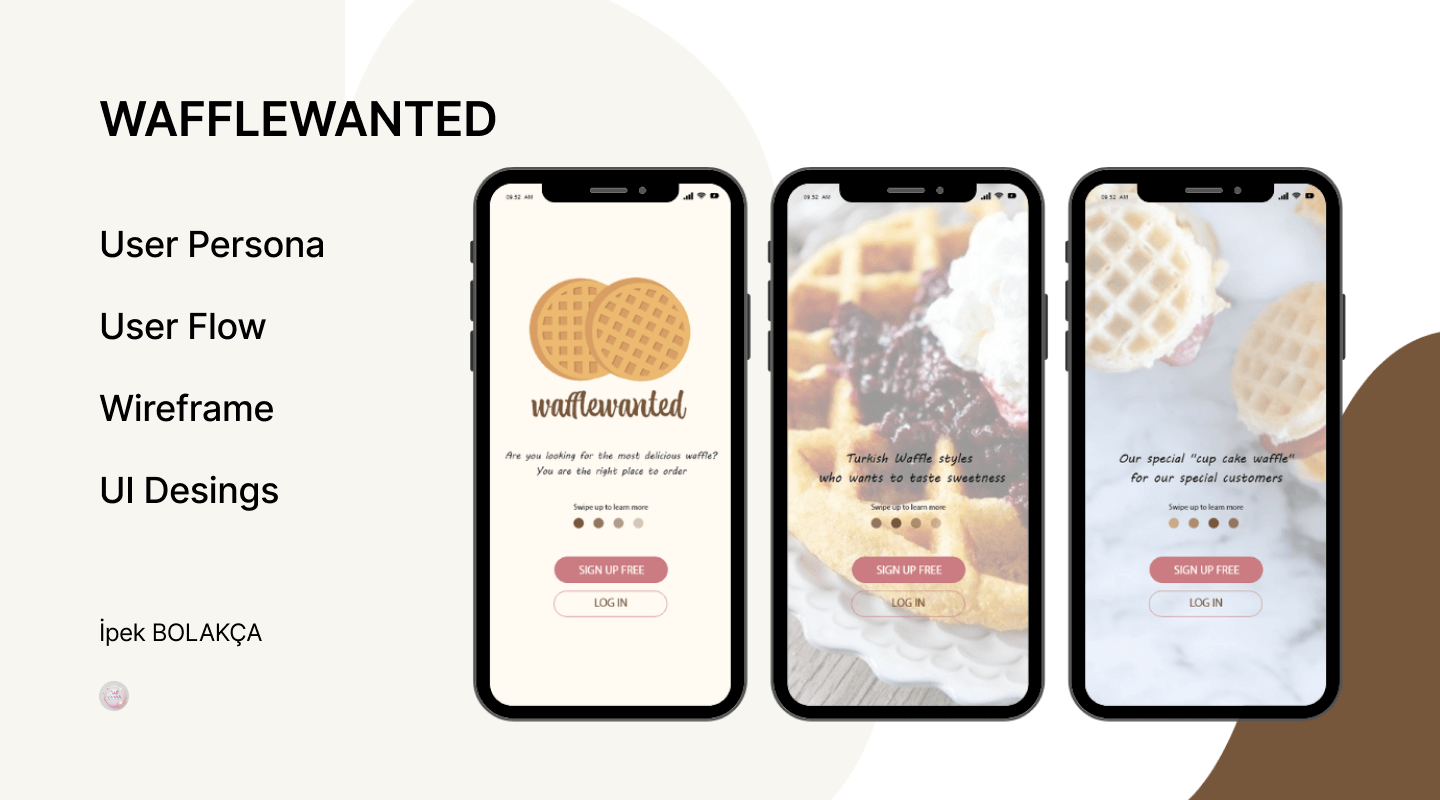 WAFFLEWANTED
User Persona
User Flow
Wireframe
UI Desings
İpek BOLAKÇA
09.52 AM
wafflewanted
Are you looking for the most delicious waffle?
You are the right place to order
Swipe up to learn more
SIGN UP FREE
LOG IN
09.52 AM
Turkish Waffle styles
who wants to taste sweetness
Swipe up to learn more
SIGN UP FREE
LOG IN
09.52 AM
Our special "cup cake waffle"
for our special customers
Swipe up to learn more
SIGN UP FREE
LOG IN